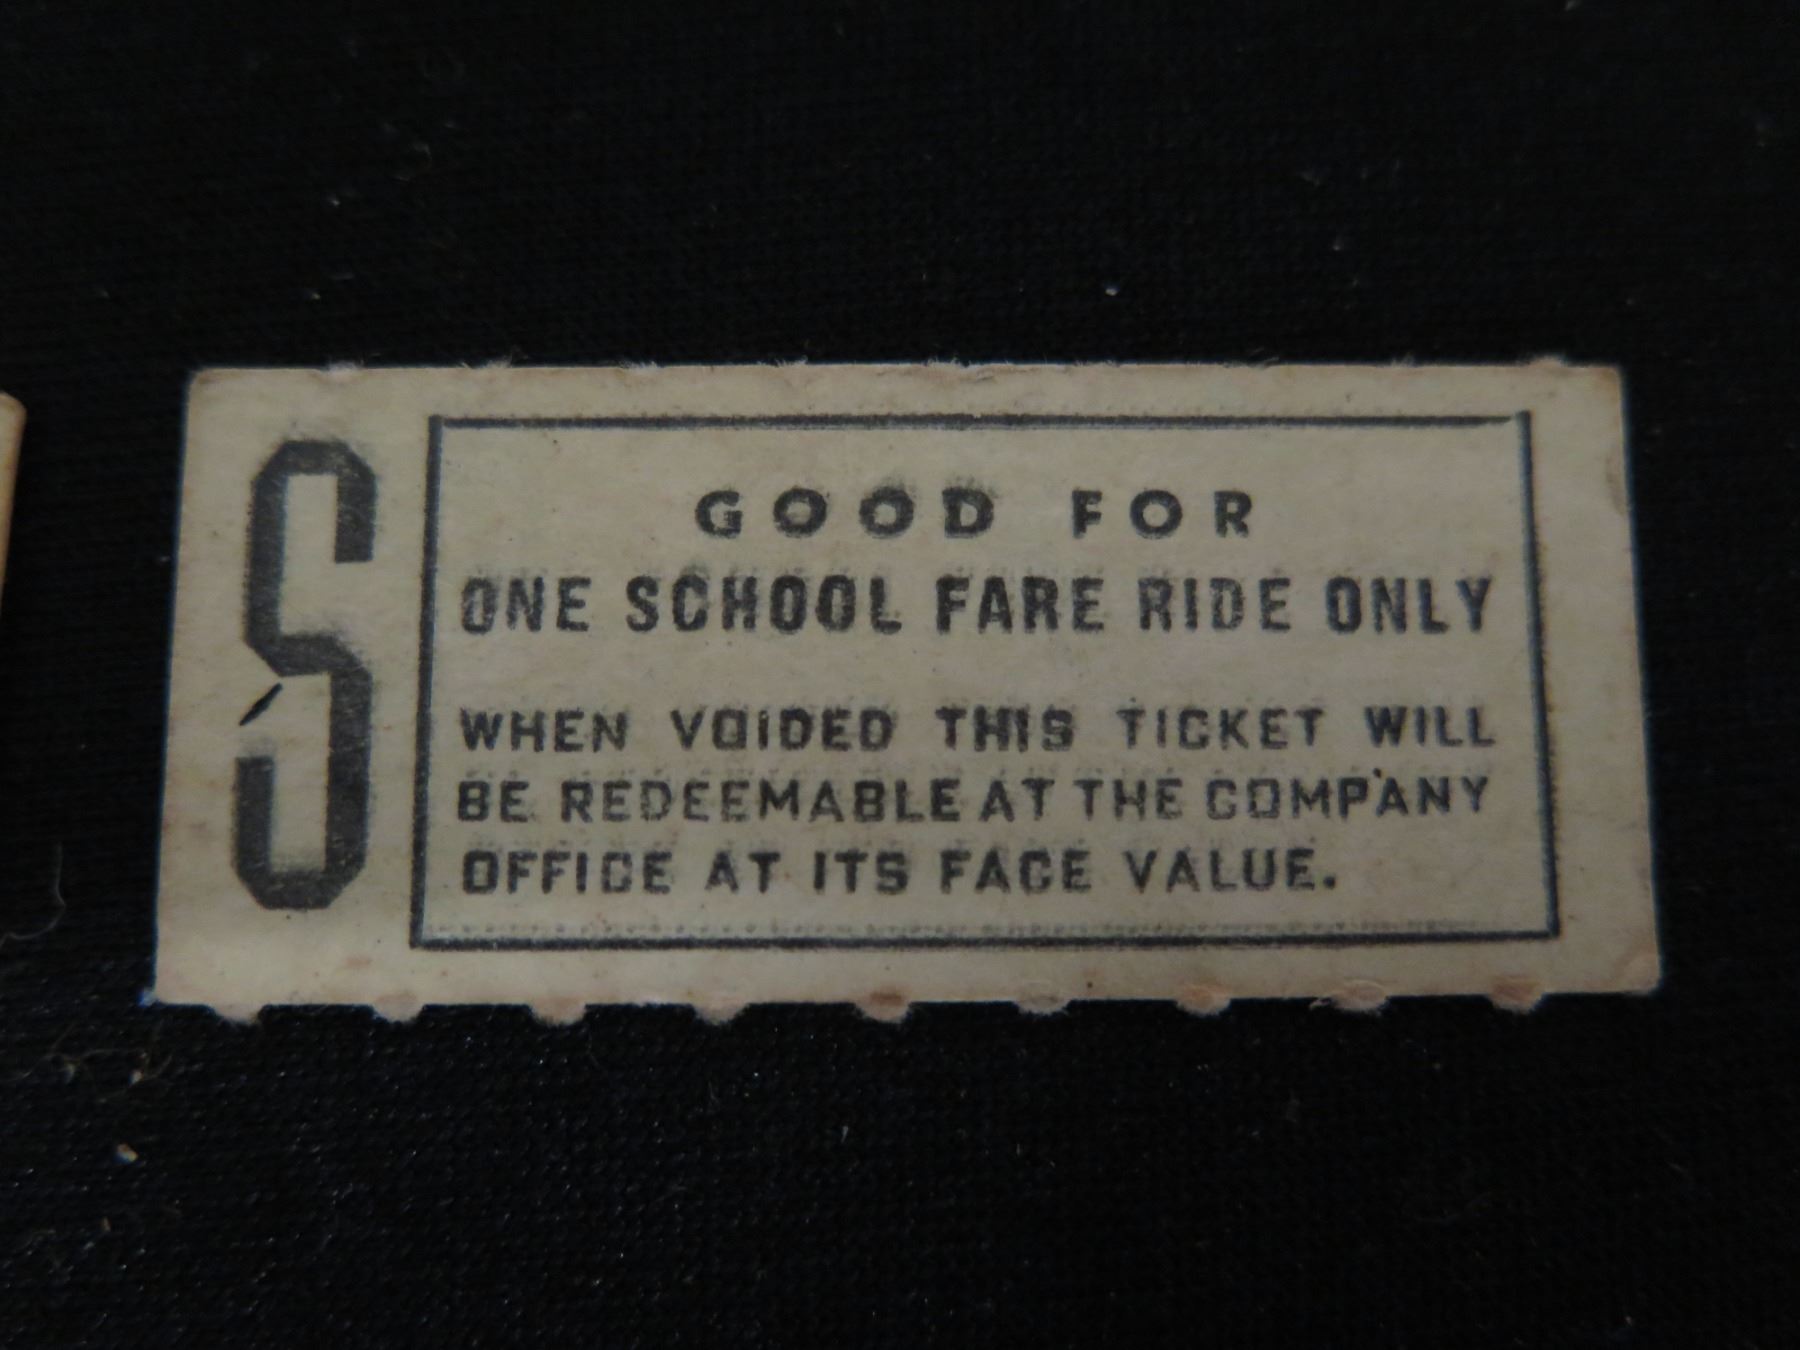 S
GOOD FOR
ONE SCHOOL FARE RIDE ONLY
WHEN VOIDED THIS TICKET WILL
BE REDEEMABLE AT THE COMPANY
OFFICE AT ITS FACE VALUE.